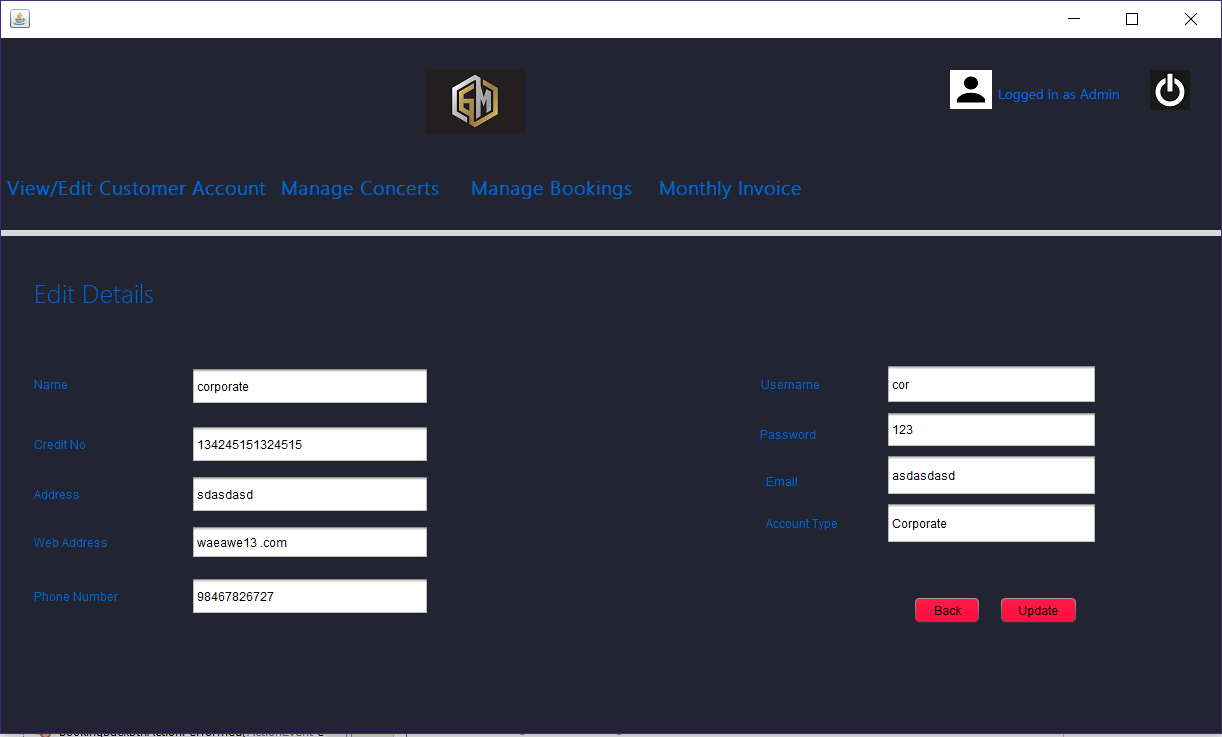 GM
Logged in as Admin
View/Edit Customer Account Manage Concerts Manage Bookings Monthly Invoice
Edit Details
Name corporate
Credit No 134245151324515
Address sdasdasd
Web Address waeawe13 .com
Phone Number 98467826727
Username cor
Password 123
Email asdasdasd
Account Type Corporate
Back Update